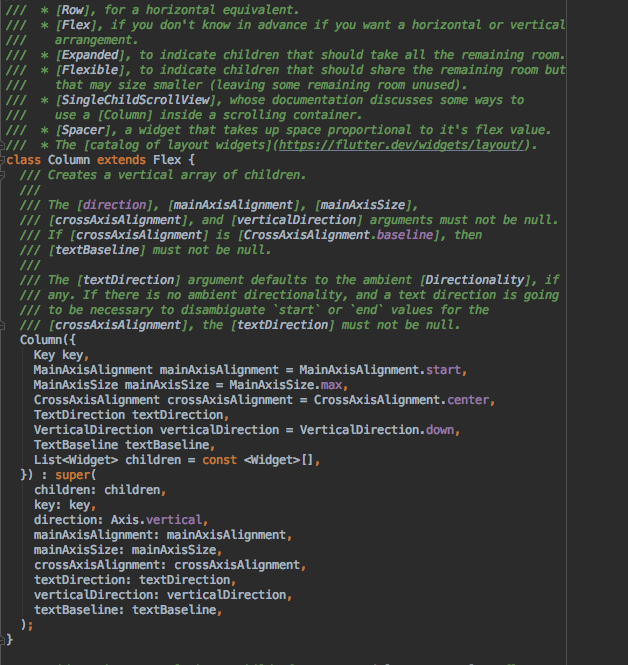 ///  * [Row], for a horizontal equivalent.
///  * [Flex], if you don't know in advance if you want a horizontal or vertical
///    arrangement.
///  * [Expanded], to indicate children that should take all the remaining room.
///  * [Flexible], to indicate children that should share the remaining room but
///    that may size smaller (leaving some remaining room unused).
///  * [SingleChildScrollView], whose documentation discusses some ways to
///    use a [Column] inside a scrolling container.
///  * [Spacer], a widget that takes up space proportional to it's flex value.
///  * The [catalog of layout widgets](https://flutter.dev/widgets/layout/).
class Column extends Flex {
  /// Creates a vertical array of children.
  ///
  /// The [direction], [mainAxisAlignment], [mainAxisSize],
  /// [crossAxisAlignment], and [verticalDirection] arguments must not be null.
  /// If [crossAxisAlignment] is [CrossAxisAlignment.baseline], then
  /// [textBaseline] must not be null.
  ///
  /// The [textDirection] argument defaults to the ambient [Directionality], if
  /// any. If there is no ambient directionality, and a text direction is going
  /// to be necessary to disambiguate `start` or `end` values for the
  /// [crossAxisAlignment], the [textDirection] must not be null.
  Column({
    Key key,
    MainAxisAlignment mainAxisAlignment = MainAxisAlignment.start,
    MainAxisSize mainAxisSize = MainAxisSize.max,
    CrossAxisAlignment crossAxisAlignment = CrossAxisAlignment.center,
    TextDirection textDirection,
    VerticalDirection verticalDirection = VerticalDirection.down,
    TextBaseline textBaseline,
    List<Widget> children = const <Widget>[],
  }) : super(
    children: children,
    key: key,
    direction: Axis.vertical,
    mainAxisAlignment: mainAxisAlignment,
    mainAxisSize: mainAxisSize,
    crossAxisAlignment: crossAxisAlignment,
    textDirection: textDirection,
    verticalDirection: verticalDirection,
    textBaseline: textBaseline,
  );
}